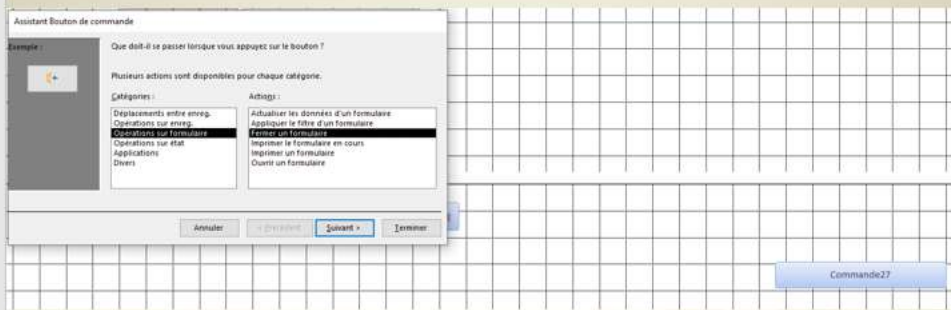 Assistant Bouton de commande
Exemple :
Que doit-il se passer lorsque vous appuyez sur le bouton ?
Plusieurs actions sont disponibles pour chaque catégorie.
Catégories :
Actions :
Déplacements entre enreg.
Opérations sur enreg.
Opérations sur formulaire
Opérations sur état
Applications
Divers
Actualiser les données d'un formulaire
Appliquer le filtre d'un formulaire
Fermer un formulaire
Imprimer le formulaire en cours
Imprimer un formulaire
Ouvrir un formulaire
Annuler
< Précédent
Suivant >
Terminer
Commande27